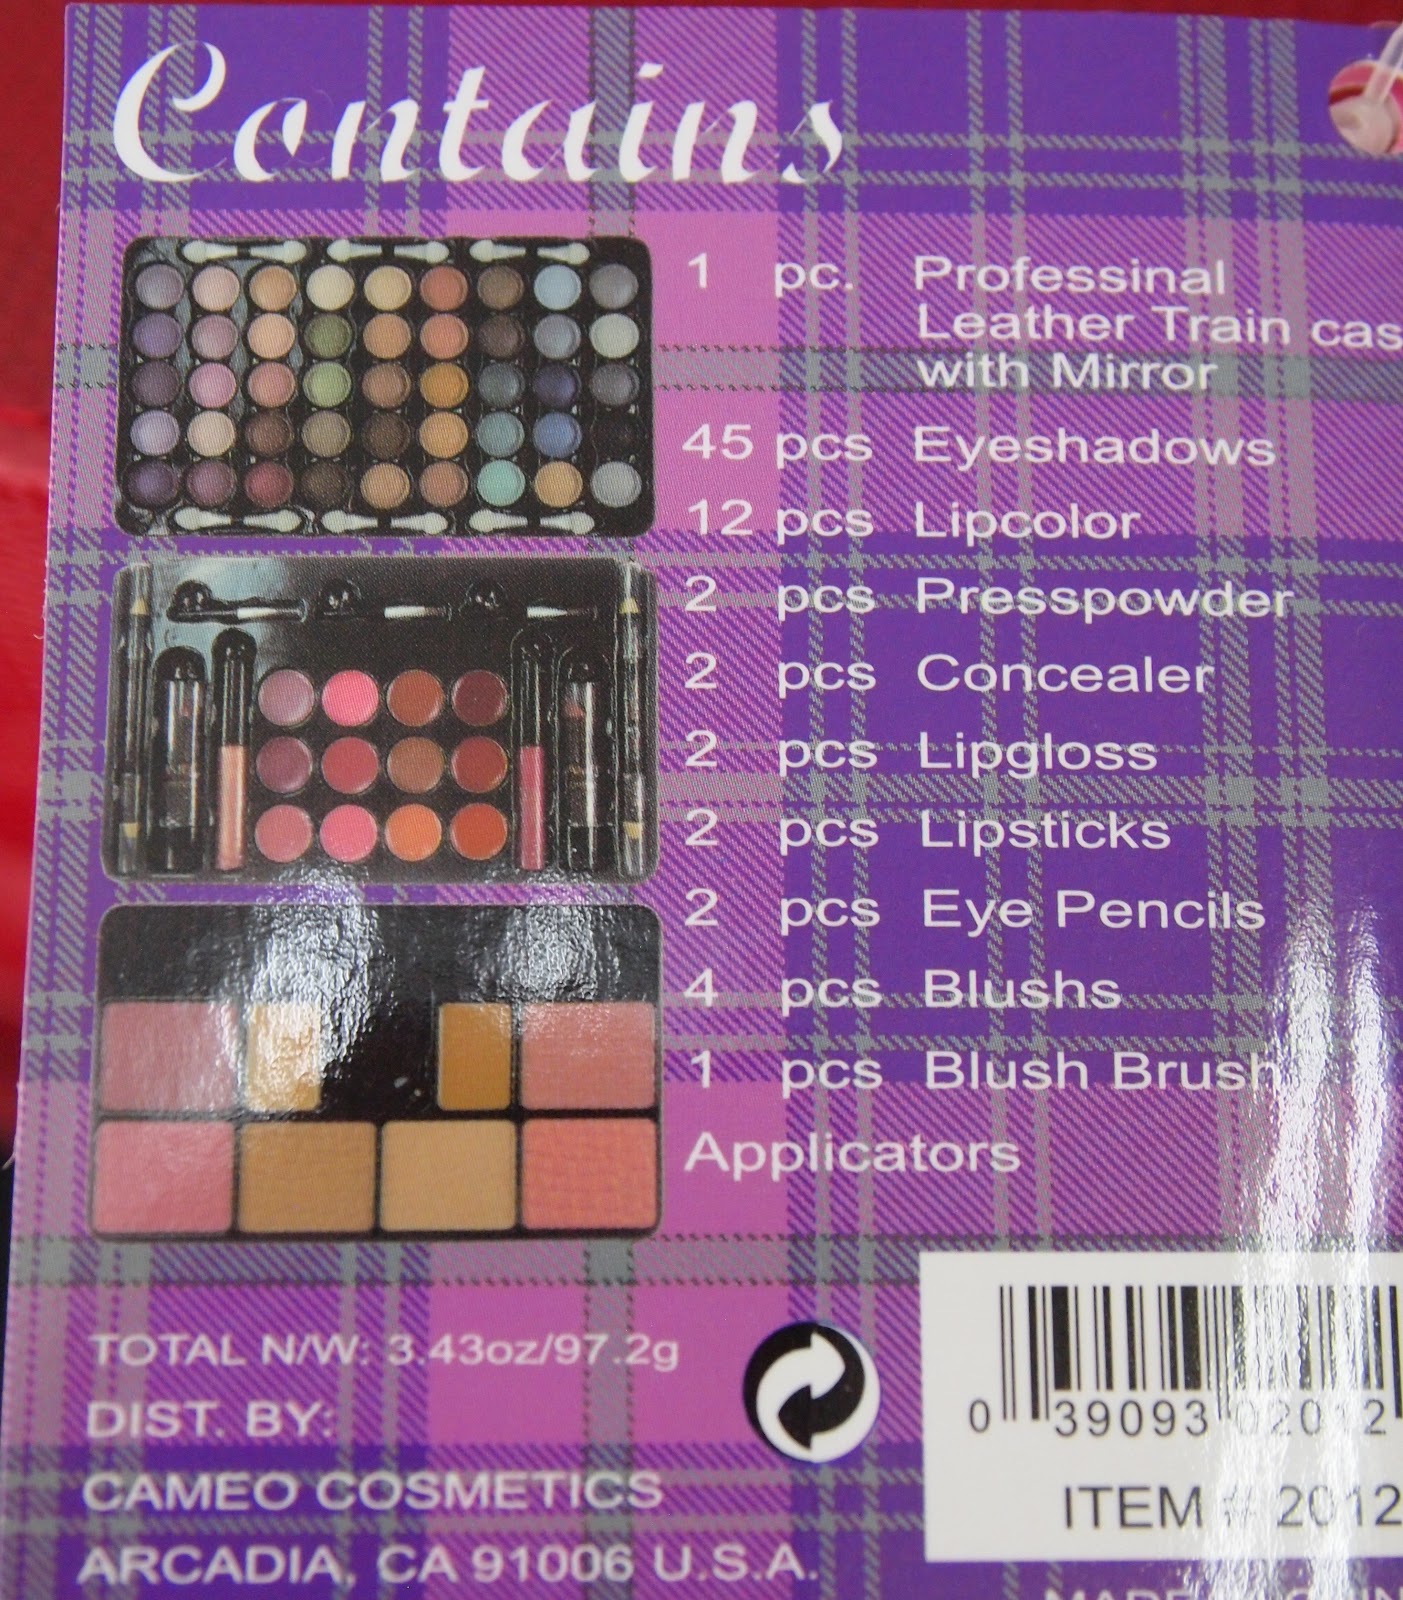 Contains
1 pc. Professinal
Leather Train cas
with Mirror
45 pcs Eyeshadows
12 pcs Lipcolor
2 pcs Presspowder
2 pcs Concealer
2 pcs Lipgloss
2 pcs Lipsticks
2 pcs Eye Pencils
4 pcs Blushs
1 pcs Blush Brush
Applicators
TOTAL N/W: 3.43oz/97.2g
DIST. BY:
CAMEO COSMETICS
ARCADIA, CA 91006 U.S.A.
0 39093 02012
ITEM # 2012